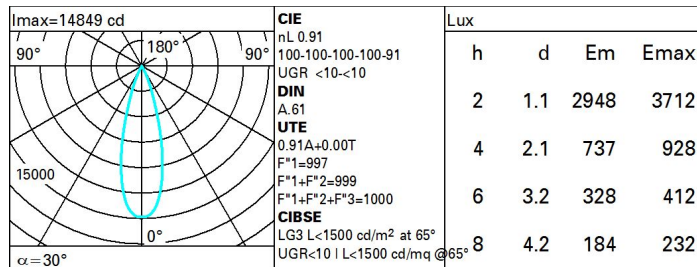 Imax=14849 cd
90°
180°
90°
15000
0°
α=30°
CIE
nL 0.91
100-100-100-100-91
UGR <10-<10
DIN
A.61
UTE
0.91A+0.00T
F"1=997
F"1+F"2=999
F"1+F"2+F"3=1000
CIBSE
LG3 L<1500 cd/m² at 65°
UGR<10 | L<1500 cd/mq @65°
Lux
h d Em Emax
2 1.1 2948 3712
4 2.1 737 928
6 3.2 328 412
8 4.2 184 232